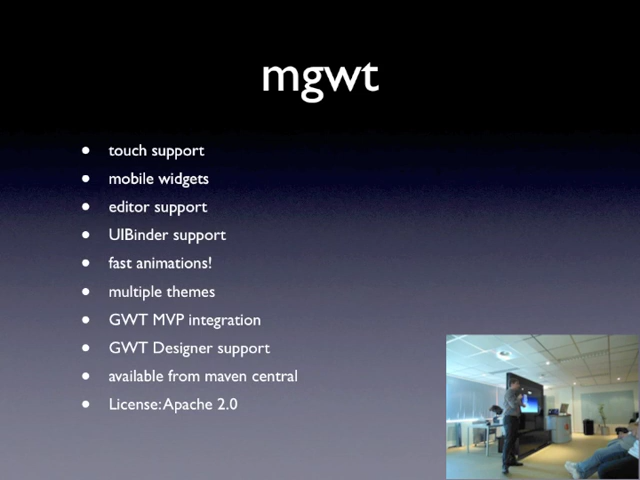 mgwt
• touch support
• mobile widgets
• editor support
• UIBinder support
• fast animations!
• multiple themes
• GWT MVP integration
• GWT Designer support
• available from maven central
• License: Apache 2.0